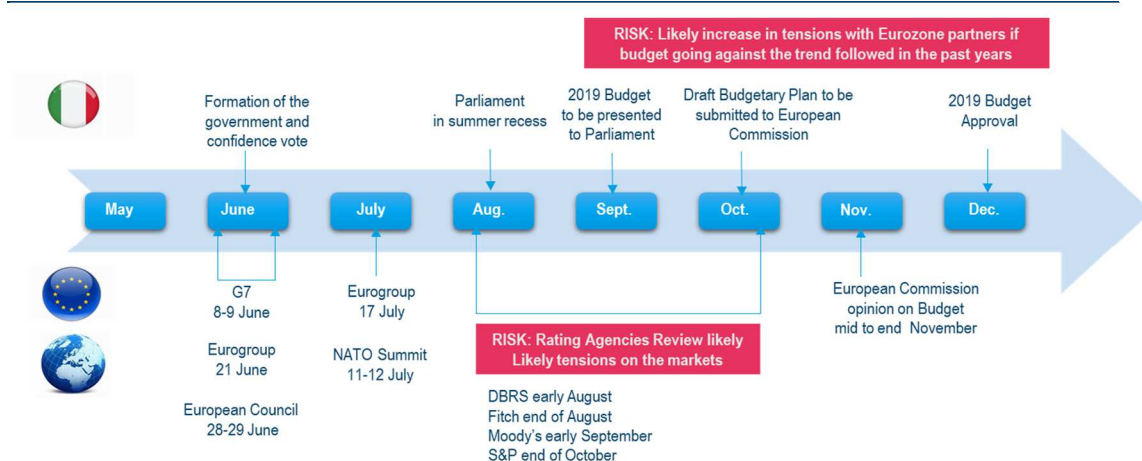 RISK: Likely increase in tensions with Eurozone partners if
budget going against the trend followed in the past years
Formation of the
government and
confidence vote
Parliament
in summer recess
2019 Budget
to be presented
to Parliament
Draft Budgetary Plan to be
submitted to European
Commission
2019 Budget
Approval
May
June
July
Aug.
Sept.
Oct.
Nov.
Dec.
G7
8-9 June
Eurogroup
21 June
European Council
28-29 June
Eurogroup
17 July
NATO Summit
11-12 July
RISK: Rating Agencies Review likely
Likely tensions on the markets
DBRS early August
Fitch end of August
Moody's early September
S&P end of October
European Commission
opinion on Budget
mid to end November